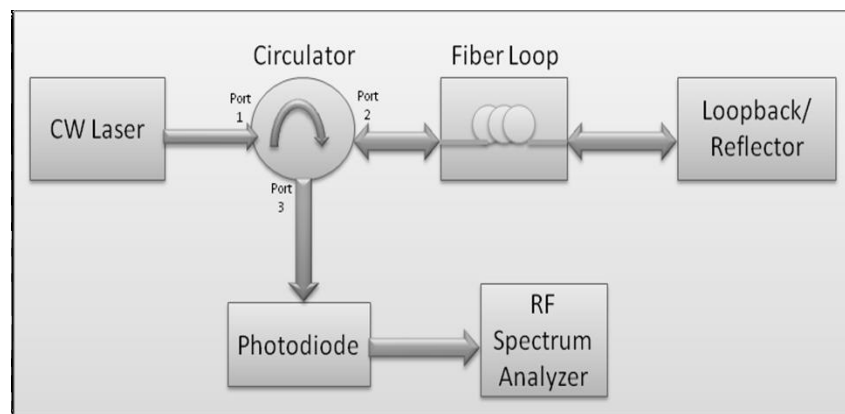 Circulator
Fiber Loop
CW Laser
Port
1
Port
2
Loopback/
Reflector
Port
3
Photodiode
RF
Spectrum
Analyzer